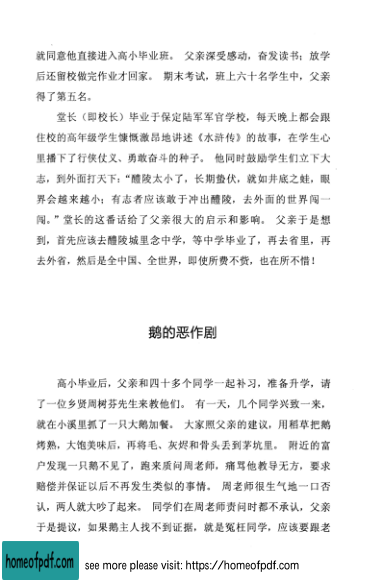 就同意他直接进入高小毕业班。 父亲深受感动，奋发读书；放学
后还留校做完作业才回家。 期末考试，班上六十名学生中，父亲
得了第五名。
堂长（即校长）毕业于保定陆军军官学校，每天晚上都会跟
住校的高年级学生慷慨激昂地讲述《水浒传》的故事，在学生心
里播下了行侠仗义、勇敢奋斗的种子。 他同时鼓励学生们立下大
志，到外面打天下：“醴陵太小了，长期蛰伏，就如井底之蛙，眼
界会越来越小；有志者应该敢于冲出醴陵，去外面的世界闯一
闯。”堂长的这番话给了父亲很大的启示和影响。 父亲于是想
到，首先应该去醴陵城里念中学，等中学毕业了，再去省里，再
去外省，然后是全中国、全世界，即使所费不赀，也在所不惜！
鹅的恶作剧
高小毕业后，父亲和四十多个同学一起补习，准备升学，请
了一位乡贤周树芬先生来教他们。 有一天，几个同学兴致一来，
就在小溪里抓了一只大鹅加餐。 大家照父亲的建议，用稻草把鹅
烤熟，大饱美味后，再将毛、灰烬和骨头丢到茅坑里。 附近的富
户发现一只鹅不见了，跑来质问周老师，痛骂他教导无方，要求
赔偿并保证以后不再发生类似的事情。 周老师很生气地一口否
认，两人就大吵了起来。 同学们在周老师责问时都不承认，父亲
于是提议，如果鹅主人找不到证据，就是冤枉同学，应该要跟老
homeofpdf.com
see more please visit: https://homeofpdf.com